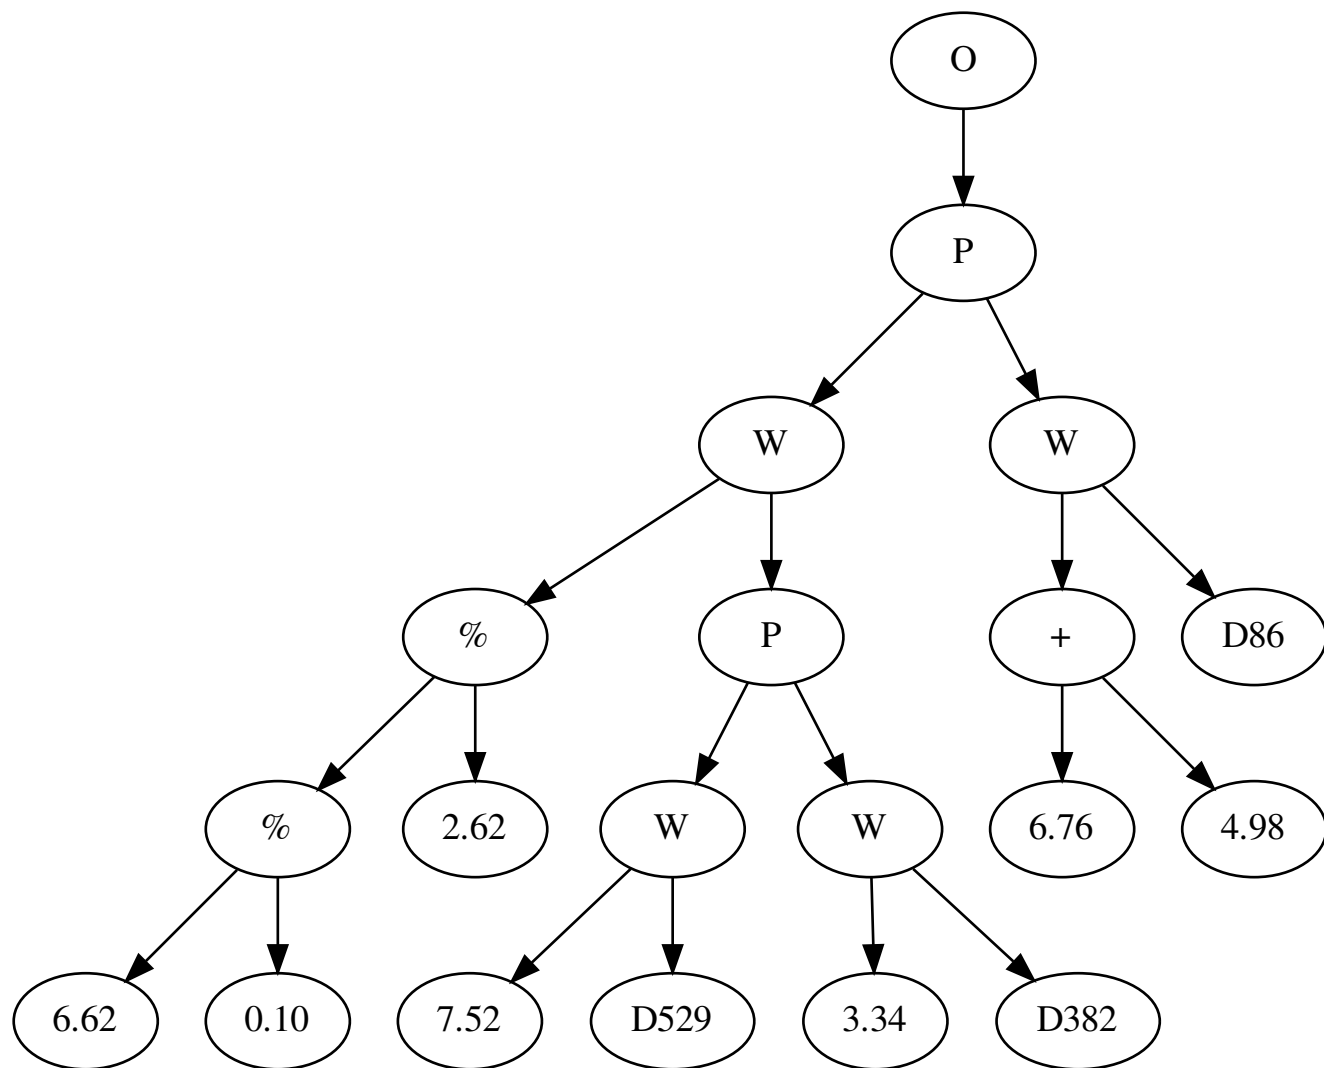 O
P
W W
% P + D86
% 2.62 W W 6.76 4.98
6.62 0.10 7.52 D529 3.34 D382